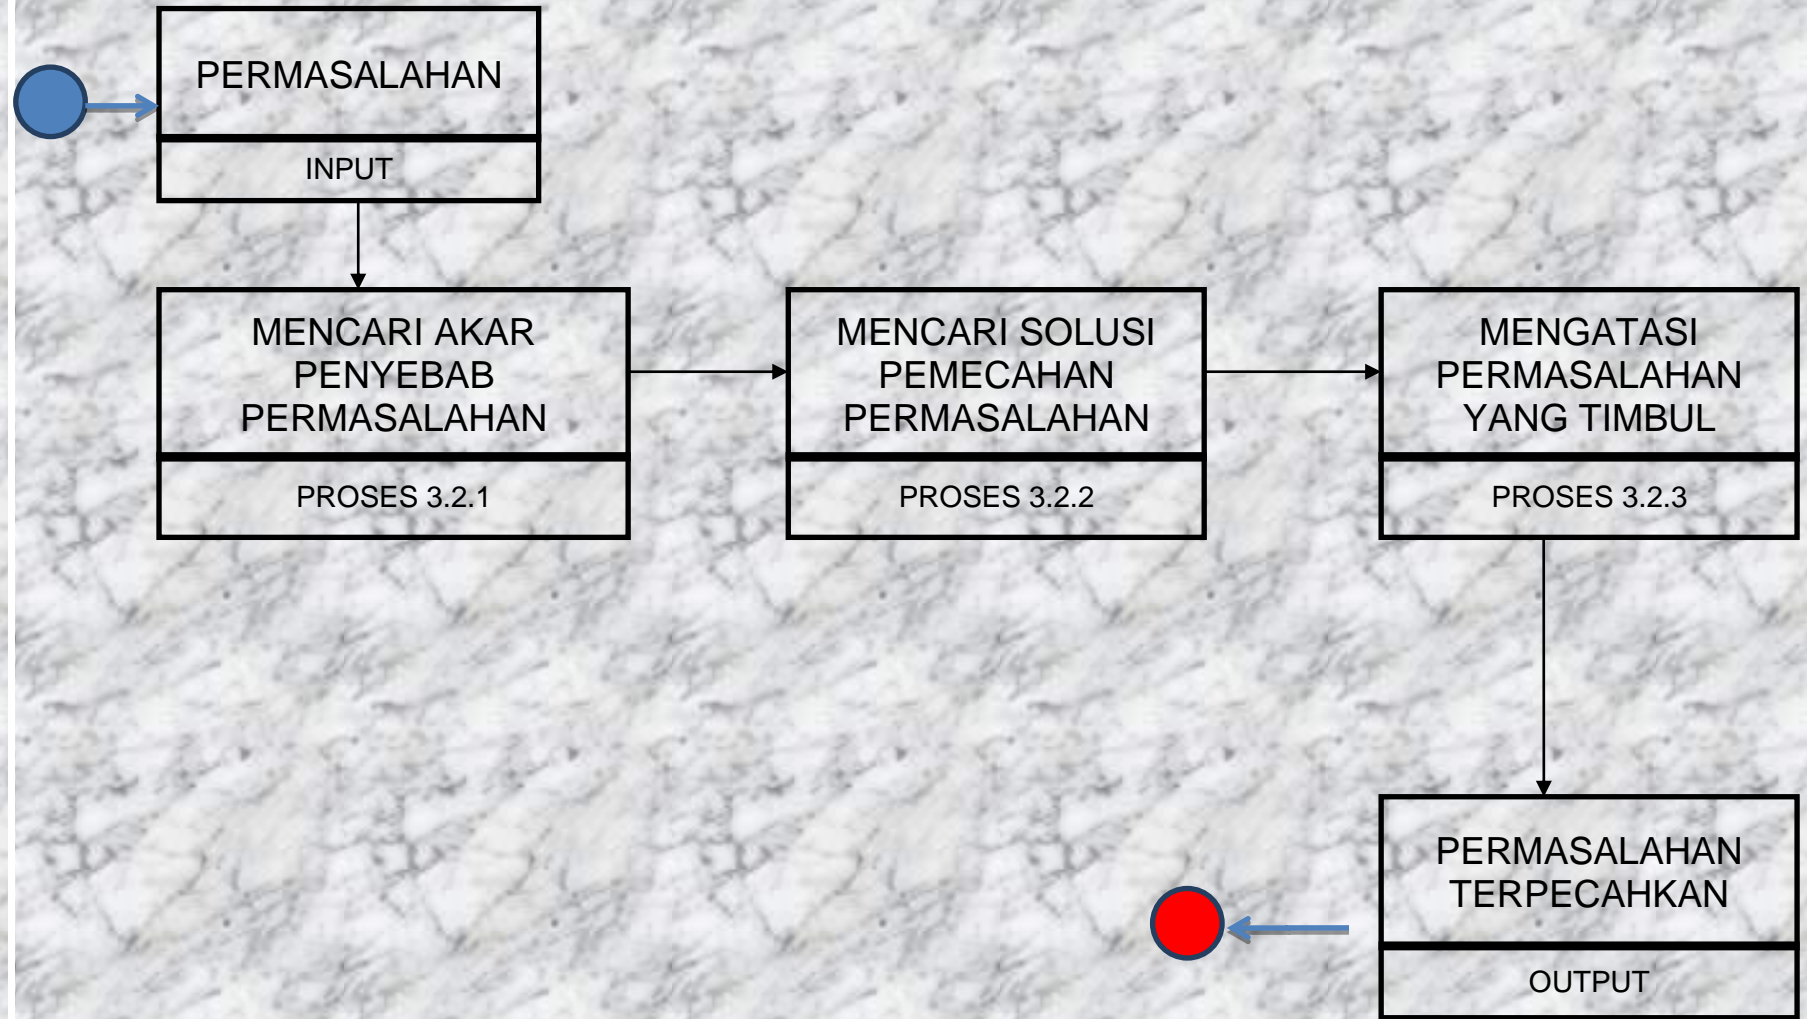 PERMASALAHAN
INPUT
MENCARI AKAR
PENYEBAB
PERMASALAHAN
PROSES 3.2.1
MENCARI SOLUSI
PEMECAHAN
PERMASALAHAN
PROSES 3.2.2
MENGATASI
PERMASALAHAN
YANG TIMBUL
PROSES 3.2.3
PERMASALAHAN
TERPECAHKAN
OUTPUT